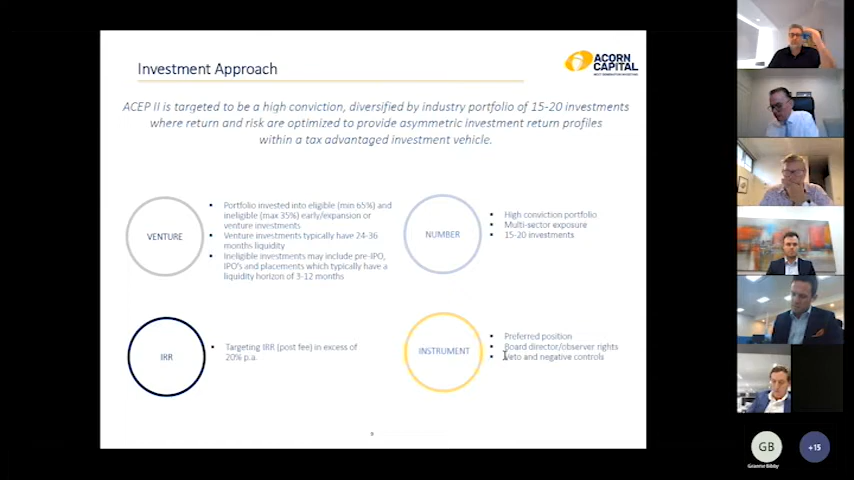 Investment Approach
ACORN
CAPITAL
NEXT GENERATION INVESTING
ACEP II is targeted to be a high conviction, diversified by industry portfolio of 15-20 investments
where return and risk are optimized to provide asymmetric investment return profiles
within a tax advantaged investment vehicle.
VENTURE
• Portfolio invested into eligible (min 65%) and
ineligible (max 35%) early/expansion or
venture investments
• Venture investments typically have 24-36
months liquidity
• Ineligible investments may include pre-IPO,
IPO's and placements which typically have a
liquidity horizon of 3-12 months
NUMBER
• High conviction portfolio
• Multi-sector exposure
• 15-20 investments
IRR
• Targeting IRR (post fee) in excess of
20% p.a.
INSTRUMENT
• Preferred position
• Board director/observer rights
• Veto and negative controls
9
GB
Graeme Bibby
+15